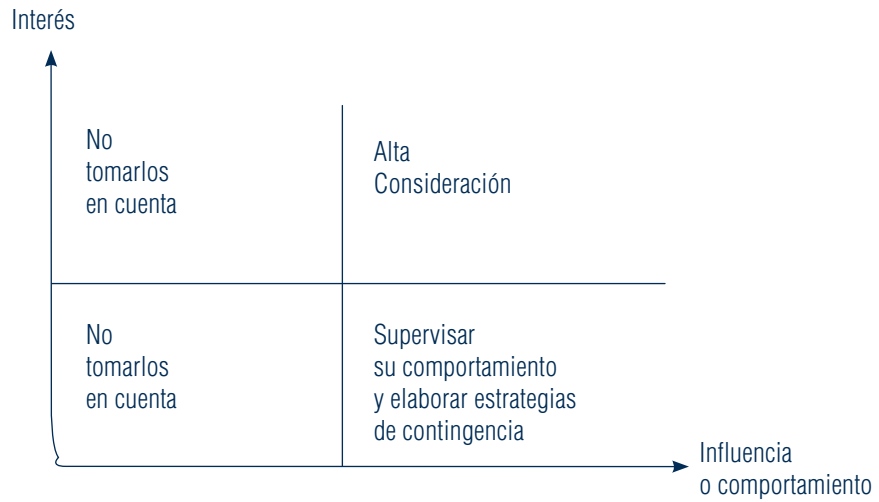 Interés
No
tomarlos
en cuenta
Alta
Consideración
No
tomarlos
en cuenta
Supervisar
su comportamiento
y elaborar estrategias
de contingencia
Influencia
o comportamiento